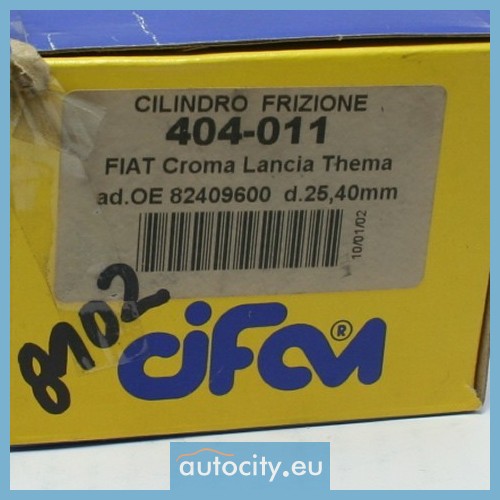 CILINDRO FRIZIONE
404-011
FIAT Croma Lancia Thema
ad.OE 82409600 d.25,40mm
10/01/02
8102
cifam®
autocity.eu